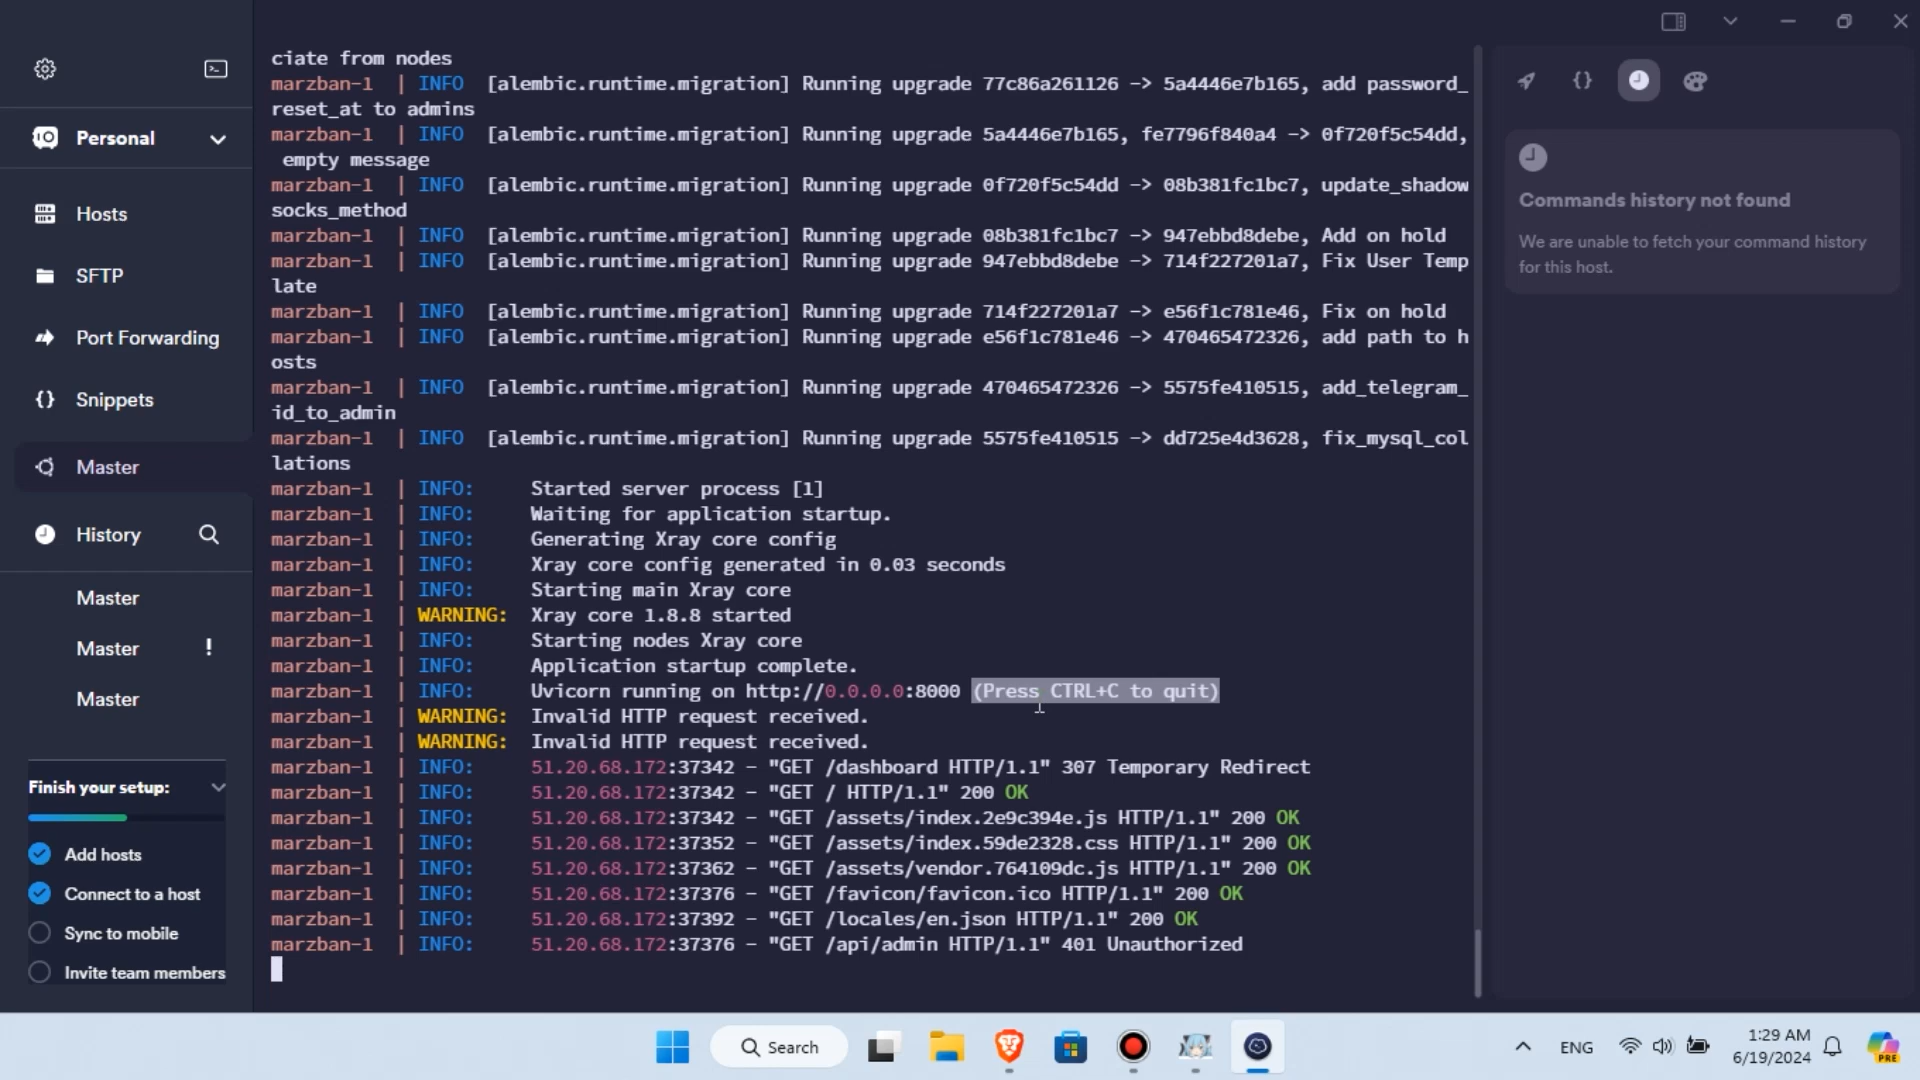 Personal
Hosts
SFTP
Port Forwarding
Snippets
Master
History
Master
Master !
Master
Finish your setup:
Add hosts
Connect to a host
Sync to mobile
Invite team members
ciate from nodes
marzban-1 | INFO [alembic.runtime.migration] Running upgrade 77c86a261126 -> 5a4446e7b165, add password_
reset_at to admins
marzban-1 | INFO [alembic.runtime.migration] Running upgrade 5a4446e7b165, fe7796f840a4 -> 0f720f5c54dd,
empty message
marzban-1 | INFO [alembic.runtime.migration] Running upgrade 0f720f5c54dd -> 08b381fc1bc7, update_shadow
socks_method
marzban-1 | INFO [alembic.runtime.migration] Running upgrade 08b381fc1bc7 -> 947ebbd8debe, Add on hold
marzban-1 | INFO [alembic.runtime.migration] Running upgrade 947ebbd8debe -> 714f227201a7, Fix User Temp
late
marzban-1 | INFO [alembic.runtime.migration] Running upgrade 714f227201a7 -> e56f1c781e46, Fix on hold
marzban-1 | INFO [alembic.runtime.migration] Running upgrade e56f1c781e46 -> 470465472326, add path to h
osts
marzban-1 | INFO [alembic.runtime.migration] Running upgrade 470465472326 -> 5575fe410515, add_telegram_
id_to_admin
marzban-1 | INFO [alembic.runtime.migration] Running upgrade 5575fe410515 -> dd725e4d3628, fix_mysql_col
lations
marzban-1 | INFO: Started server process [1]
marzban-1 | INFO: Waiting for application startup.
marzban-1 | INFO: Generating Xray core config
marzban-1 | INFO: Xray core config generated in 0.03 seconds
marzban-1 | INFO: Starting main Xray core
marzban-1 | WARNING: Xray core 1.8.8 started
marzban-1 | INFO: Starting nodes Xray core
marzban-1 | INFO: Application startup complete.
marzban-1 | INFO: Uvicorn running on http://0.0.0.0:8000 (Press CTRL+C to quit)
marzban-1 | WARNING: Invalid HTTP request received.
marzban-1 | WARNING: Invalid HTTP request received.
marzban-1 | INFO: 51.20.68.172:37342 - "GET /dashboard HTTP/1.1" 307 Temporary Redirect
marzban-1 | INFO: 51.20.68.172:37342 - "GET / HTTP/1.1" 200 OK
marzban-1 | INFO: 51.20.68.172:37342 - "GET /assets/index.2e9c394e.js HTTP/1.1" 200 OK
marzban-1 | INFO: 51.20.68.172:37352 - "GET /assets/index.59de2328.css HTTP/1.1" 200 OK
marzban-1 | INFO: 51.20.68.172:37362 - "GET /assets/vendor.764109dc.js HTTP/1.1" 200 OK
marzban-1 | INFO: 51.20.68.172:37376 - "GET /favicon/favicon.ico HTTP/1.1" 200 OK
marzban-1 | INFO: 51.20.68.172:37392 - "GET /locales/en.json HTTP/1.1" 200 OK
marzban-1 | INFO: 51.20.68.172:37376 - "GET /api/admin HTTP/1.1" 401 Unauthorized
Commands history not found
We are unable to fetch your command history
for this host.
Search
ENG
1:29 AM
6/19/2024
PRE